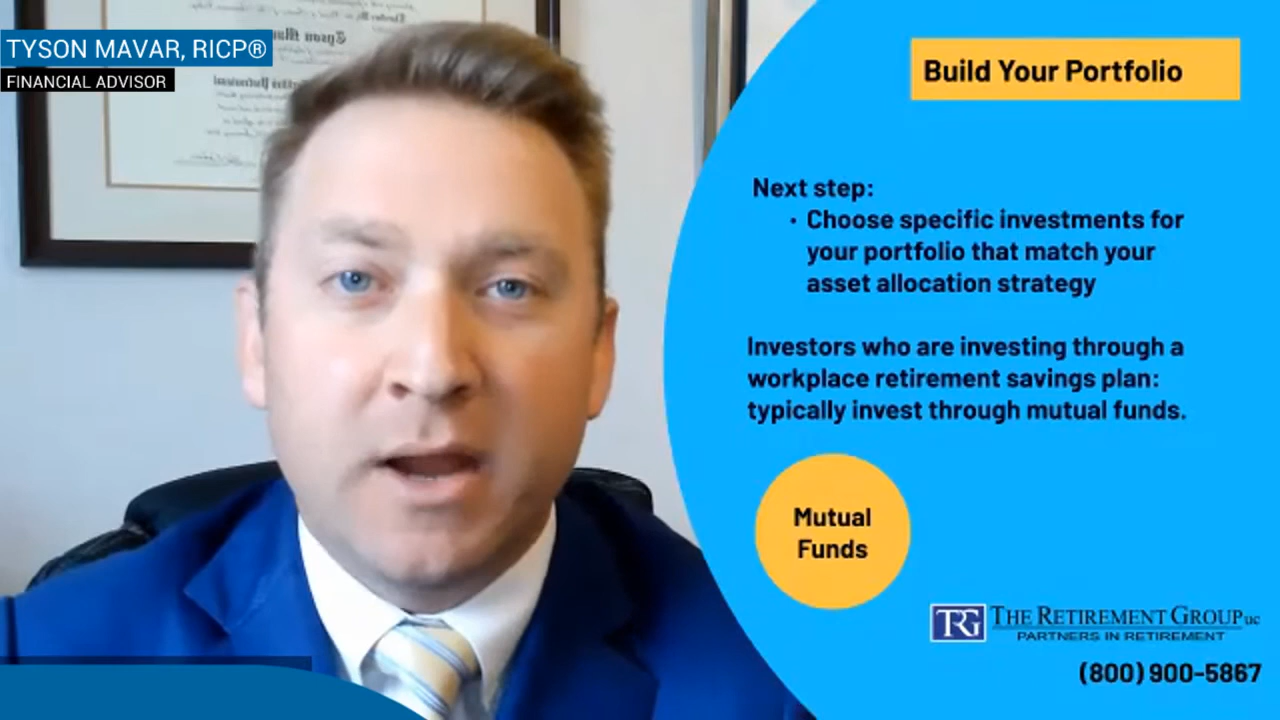 TYSON MAVAR, RICP®
FINANCIAL ADVISOR
Build Your Portfolio
Next step:
• Choose specific investments for
your portfolio that match your
asset allocation strategy
Investors who are investing through a
workplace retirement savings plan:
typically invest through mutual funds.
Mutual
Funds
TRG THE RETIREMENT GROUP LLC
PARTNERS IN RETIREMENT
(800) 900-5867